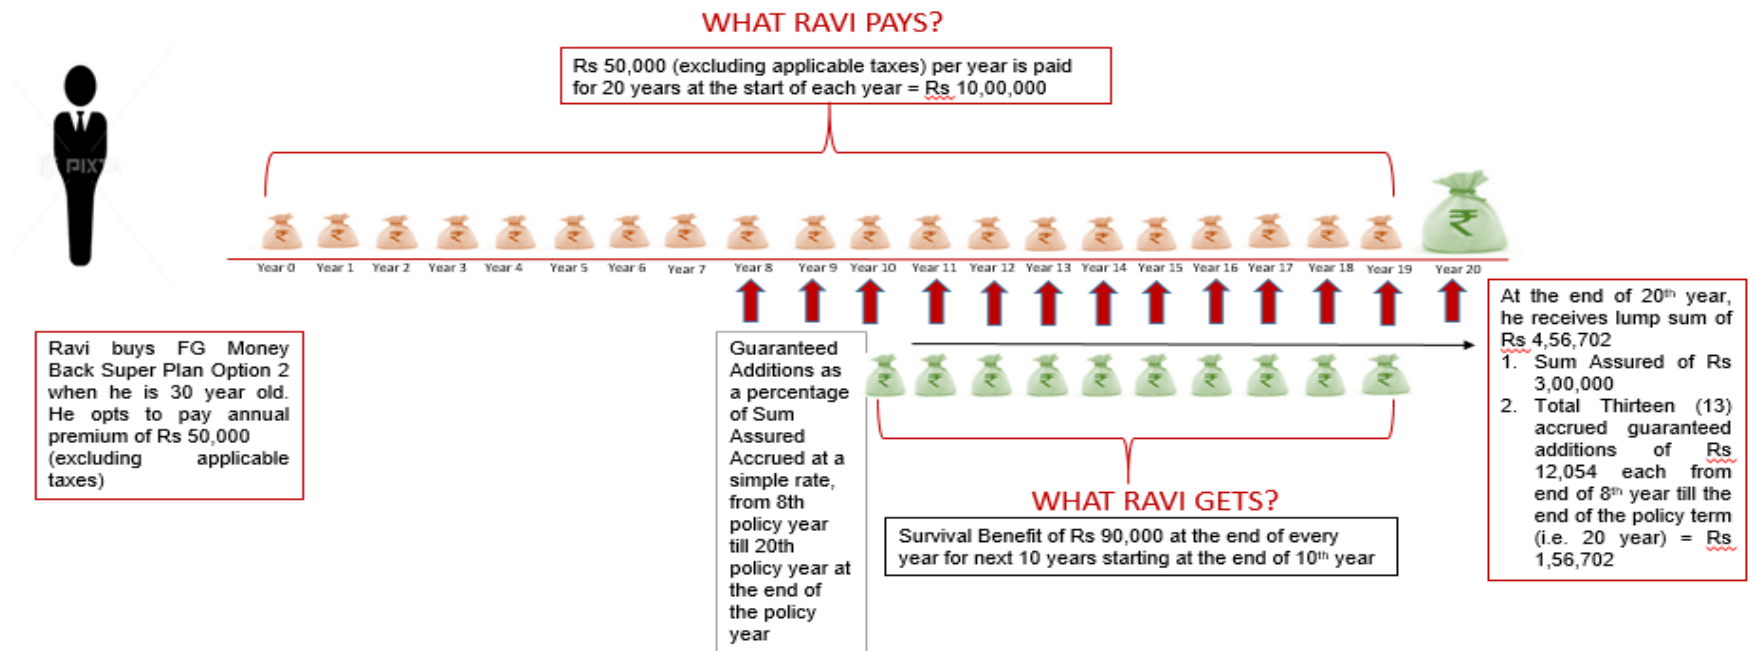 WHAT RAVI PAYS?
Rs 50,000 (excluding applicable taxes) per year is paid
for 20 years at the start of each year = Rs 10,00,000
PIXTA
₹ ₹ ₹ ₹ ₹ ₹ ₹ ₹ ₹ ₹ ₹ ₹ ₹ ₹ ₹ ₹ ₹ ₹ ₹ ₹ ₹
Year 0 Year 1 Year 2 Year 3 Year 4 Year 5 Year 6 Year 7 Year 8 Year 9 Year 10 Year 11 Year 12 Year 13 Year 14 Year 15 Year 16 Year 17 Year 18 Year 19 Year 20
Ravi buys FG Money
Back Super Plan Option 2
when he is 30 year old.
He opts to pay annual
premium of Rs 50,000
(excluding applicable
taxes)
Guaranteed
Additions as
a percentage
of Sum
Assured
Accrued at a
simple rate,
from 8th
policy year
till 20th
policy year at
the end of
the policy
year
₹ ₹ ₹ ₹ ₹ ₹ ₹ ₹ ₹ ₹
WHAT RAVI GETS?
Survival Benefit of Rs 90,000 at the end of every
year for next 10 years starting at the end of 10th year
At the end of 20th year,
he receives lump sum of
Rs 4,56,702
1. Sum Assured of Rs
3,00,000
2. Total Thirteen (13)
accrued guaranteed
additions of Rs
12,054 each from
end of 8th year till the
end of the policy term
(i.e. 20 year) = Rs
1,56,702